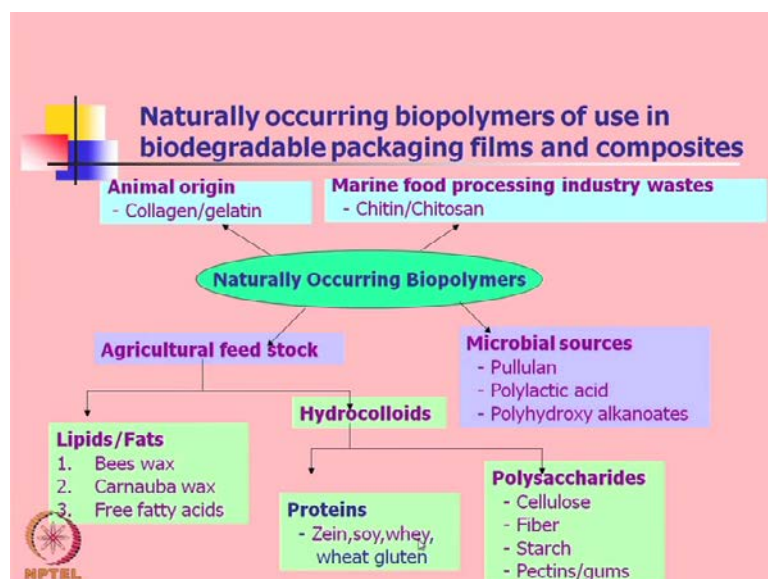 Naturally occurring biopolymers of use in
biodegradable packaging films and composites
Animal origin
- Collagen/gelatin
Marine food processing industry wastes
- Chitin/Chitosan
Naturally Occurring Biopolymers
Agricultural feed stock
Microbial sources
- Pullulan
- Polylactic acid
- Polyhydroxy alkanoates
Hydrocolloids
Lipids/Fats
1. Bees wax
2. Carnauba wax
3. Free fatty acids
Proteins
- Zein,soy,whey,
wheat gluten
Polysaccharides
- Cellulose
- Fiber
- Starch
- Pectins/gums
NPTEL